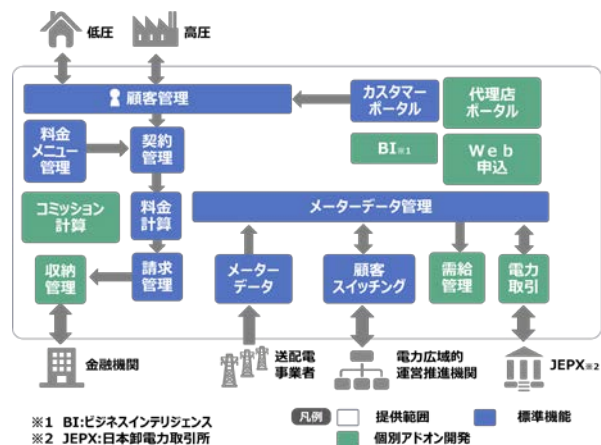 低圧
高圧
顧客管理
カスタマー
ポータル
代理店
ポータル
料金
メニュー
管理
契約
管理
BI※1
Web
申込
コミッション
計算
料金
計算
メーターデータ管理
収納
管理
請求
管理
メーター
データ
顧客
スイッチング
需給
管理
電力
取引
金融機関
送配電
事業者
電力広域的
運営推進機関
JEPX※2
※1 BI:ビジネスインテリジェンス
※2 JEPX:日本卸電力取引所
凡例
提供範囲
標準機能
個別アドオン開発